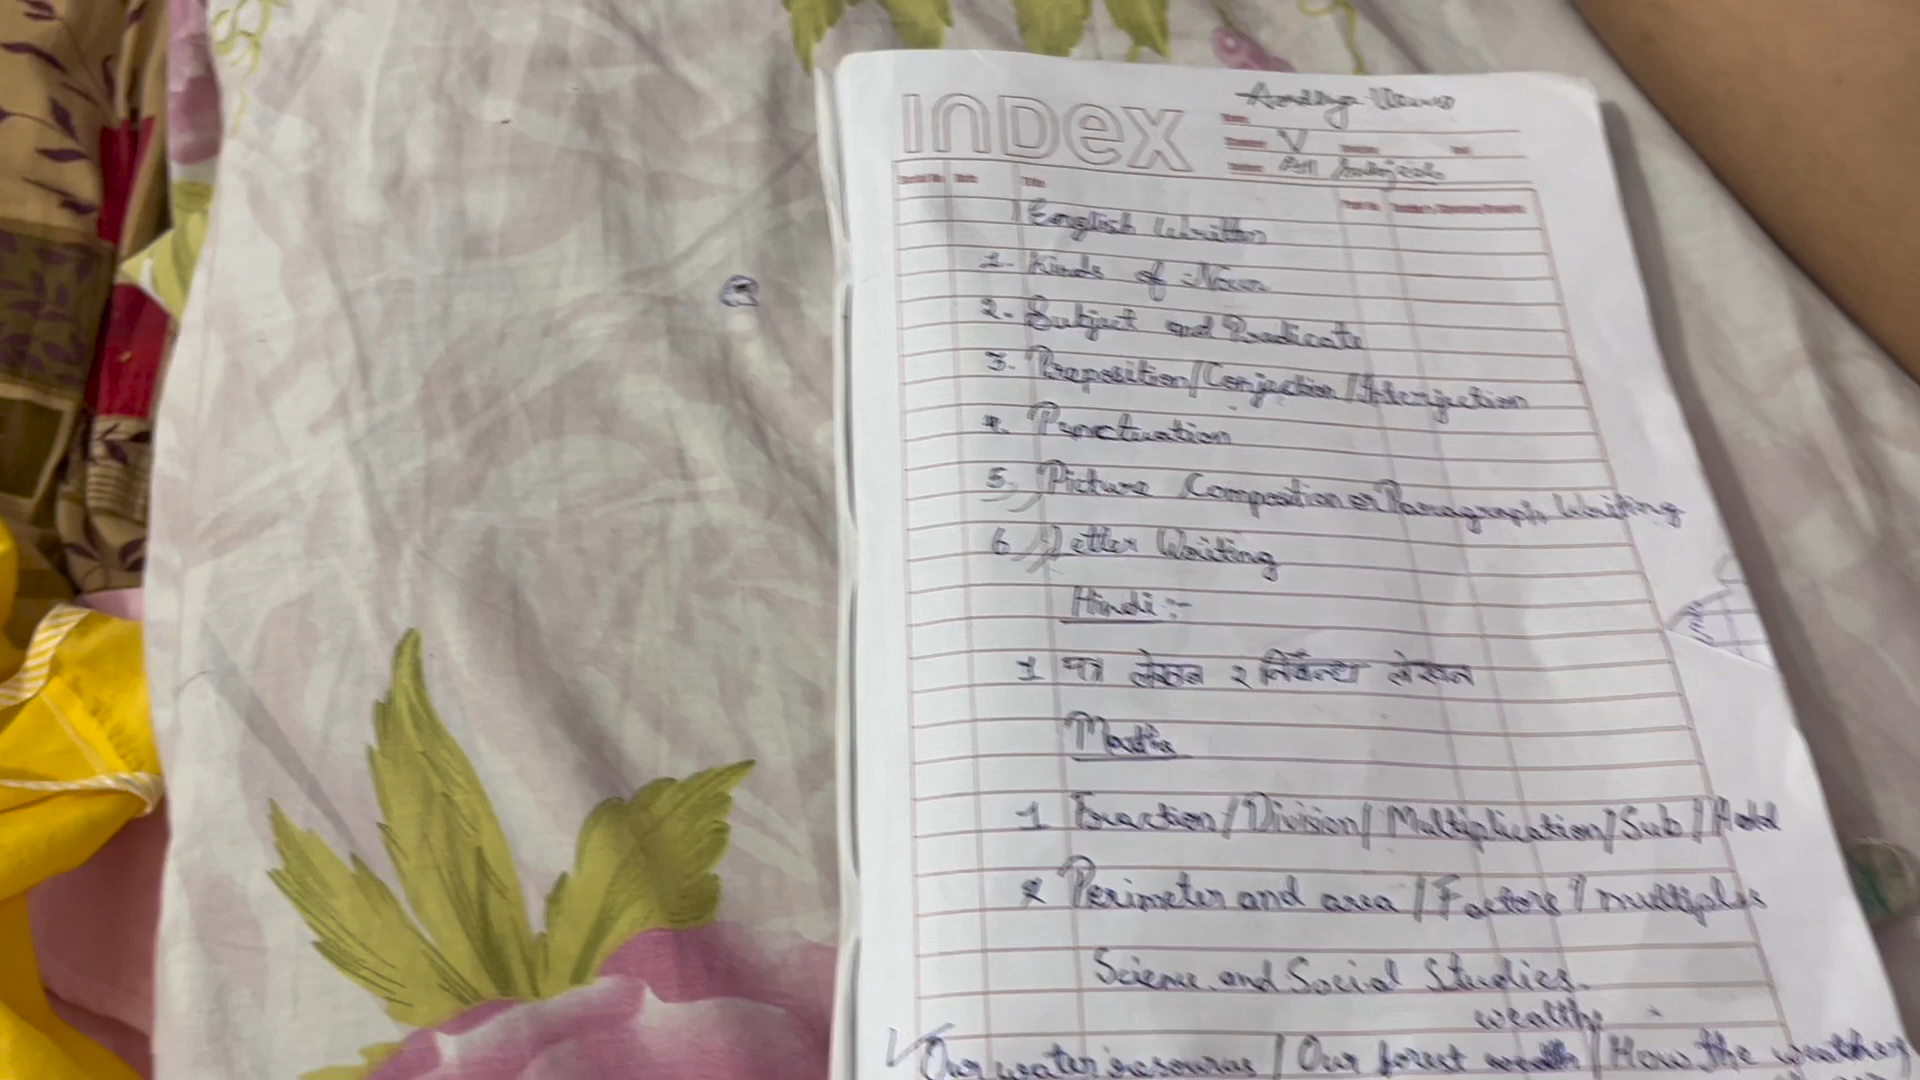 INDEX
V
All Subjects
English Written
1. Kinds of Noun
2. Subject and Predicate
3. Preposition/Conjection/Interjection
4. Punctuation
5. Picture Composition or Paragraph Writing
6. Letter Writing
Hindi :-
1 पत्र लेखन २ निबन्ध लेखन
Maths
1 Fraction/Division/Multiplication/Sub/Add
2 Perimeter and area / Factors / multiples
Science and Social Studies.
wealth
Our water resources / Our forest / How the weather